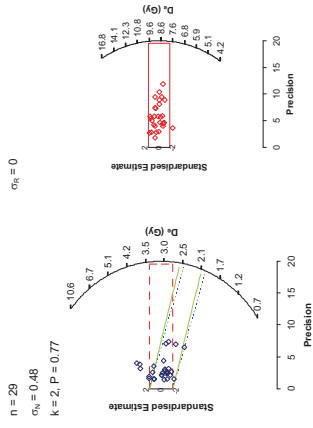 n = 29
σN = 0.48
k = 2, P = 0.77
Dₑ (Gy)
10.6
6.7
5.1
4.2
3.5
3.0
2.5
2.1
1.7
1.2
0.7
Standardised Estimate
2
0
-2
0 5 10 15 20
Precision
σR = 0
Dₑ (Gy)
16.8
14.1
12.3
10.8
9.6
8.6
7.6
6.8
5.9
5.1
4.2
Standardised Estimate
2
0
-2
0 5 10 15 20
Precision